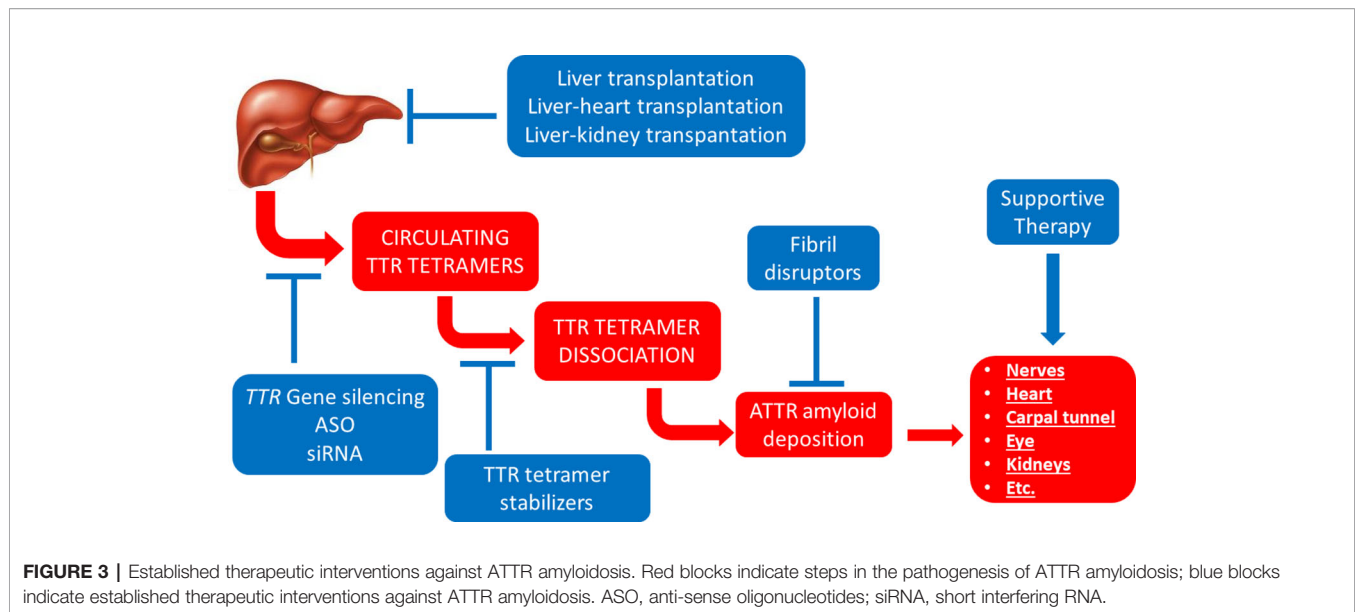 Liver transplantation
Liver-heart transplantation
Liver-kidney transpantation
CIRCULATING
TTR TETRAMERS
Fibril
disruptors
Supportive
Therapy
TTR TETRAMER
DISSOCIATION
TTR Gene silencing
ASO
siRNA
TTR tetramer
stabilizers
ATTR amyloid
deposition
• Nerves
• Heart
• Carpal tunnel
• Eye
• Kidneys
• Etc.
FIGURE 3 | Established therapeutic interventions against ATTR amyloidosis. Red blocks indicate steps in the pathogenesis of ATTR amyloidosis; blue blocks
indicate established therapeutic interventions against ATTR amyloidosis. ASO, anti-sense oligonucleotides; siRNA, short interfering RNA.